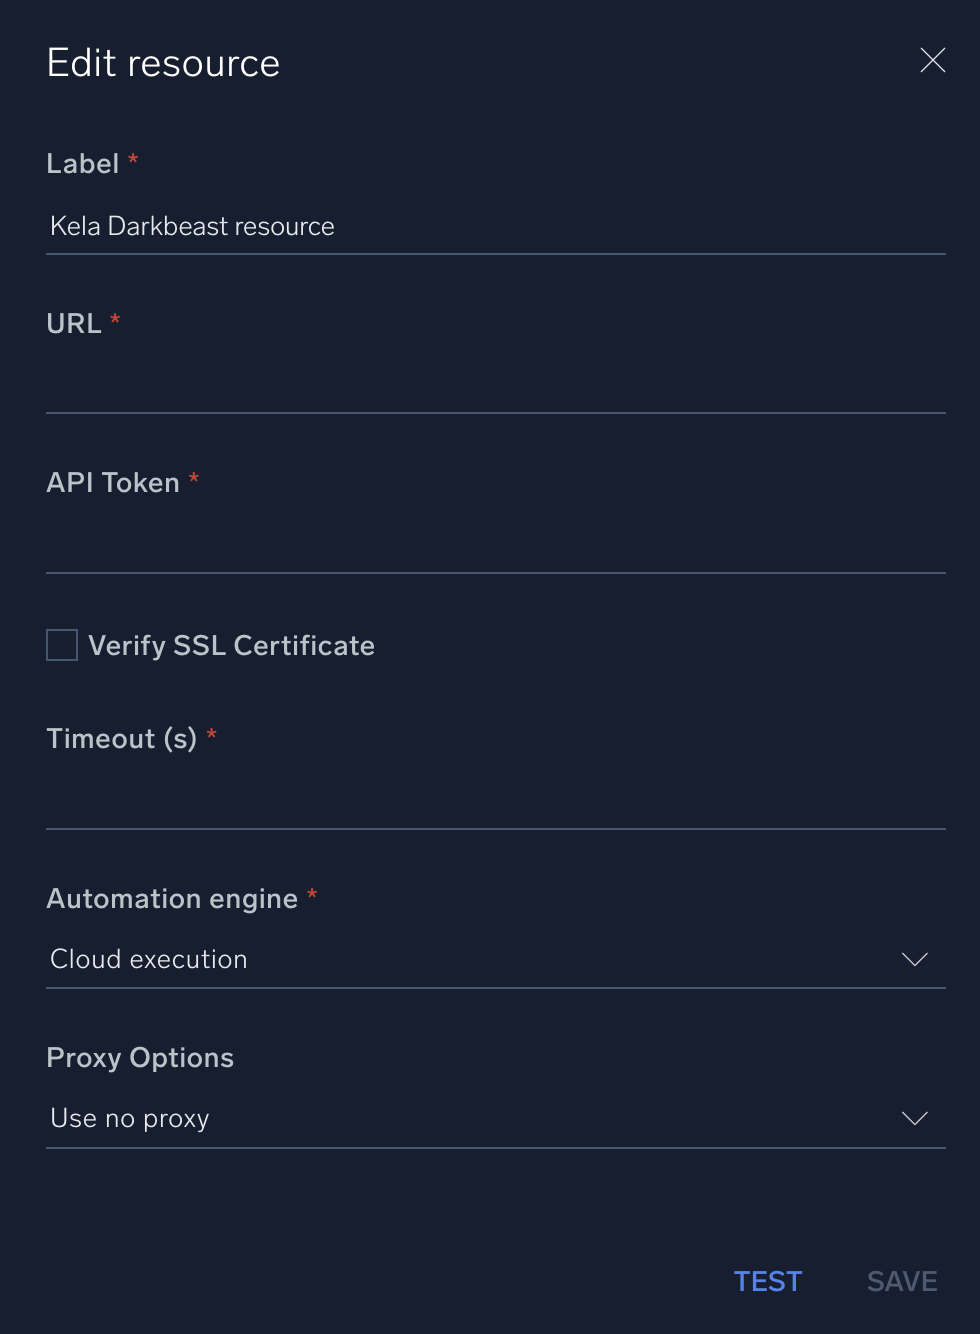 Edit resource
Label *
Kela Darkbeast resource
URL *
API Token *
Verify SSL Certificate
Timeout (s) *
Automation engine *
Cloud execution
Proxy Options
Use no proxy
TEST SAVE